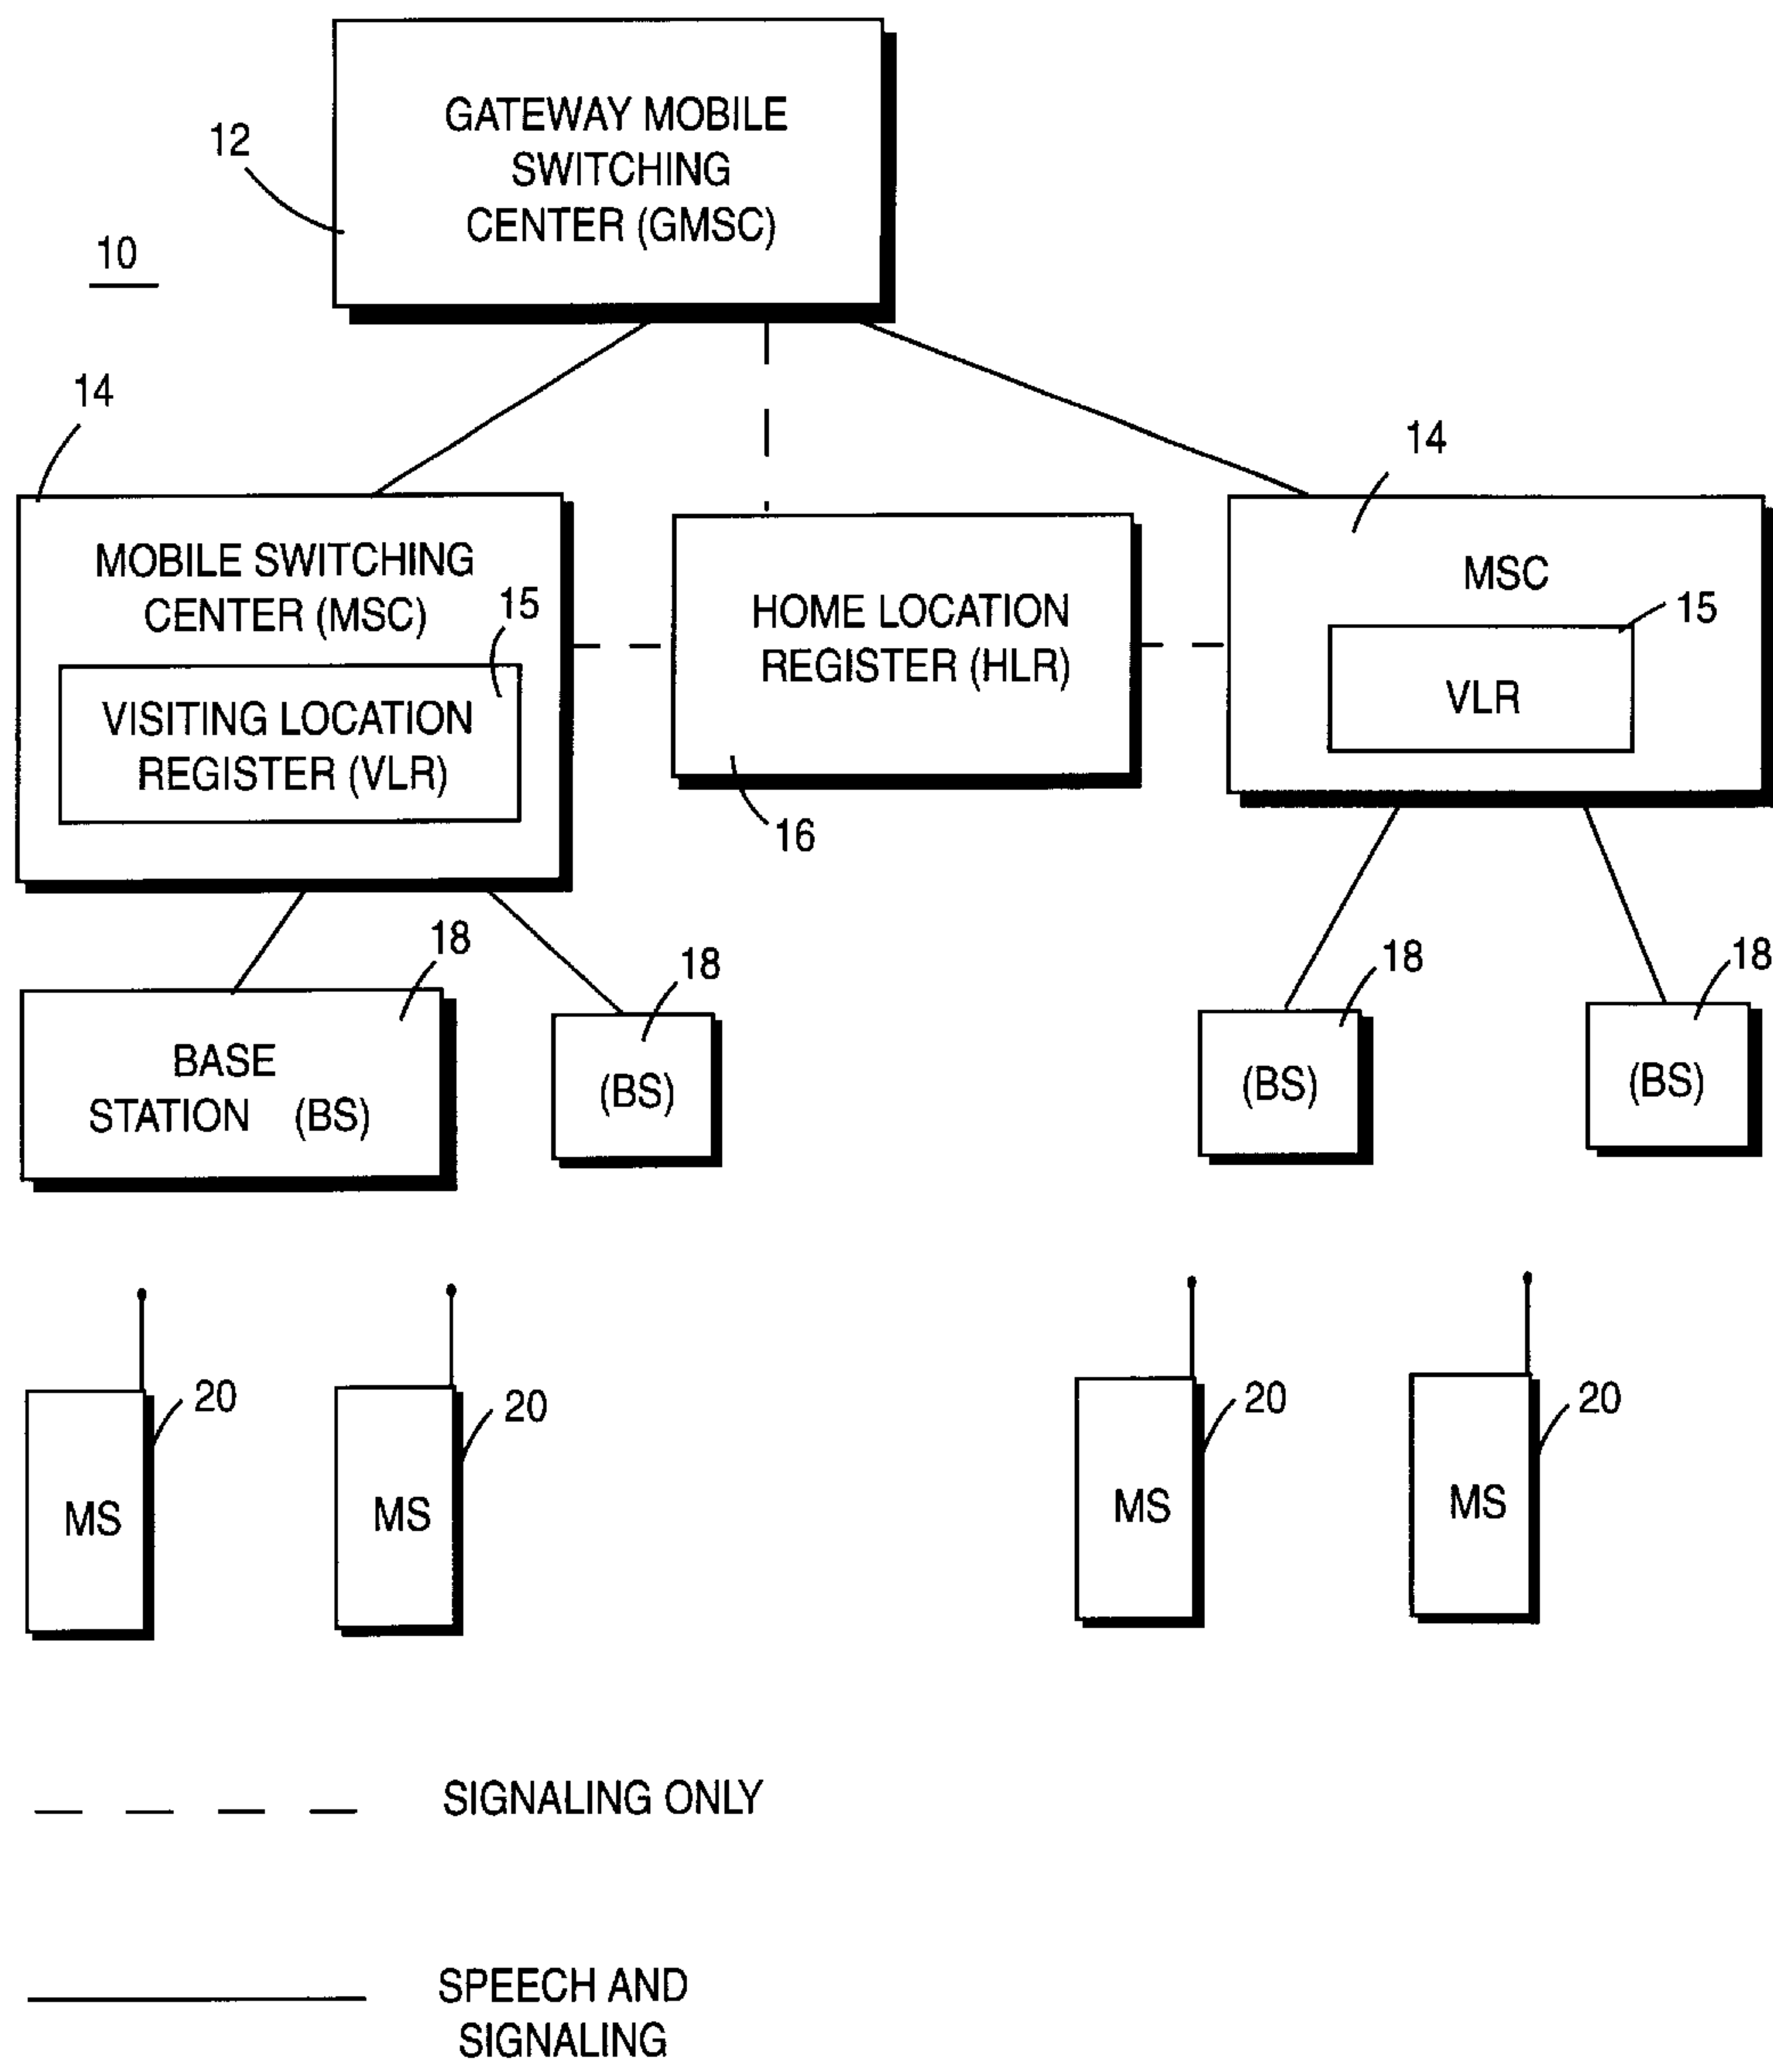 GATEWAY MOBILE
SWITCHING
CENTER (GMSC)
12
10
14
14
MOBILE SWITCHING
CENTER (MSC)
15
VISITING LOCATION
REGISTER (VLR)
HOME LOCATION
REGISTER (HLR)
16
MSC
15
VLR
18
18
18
18
BASE
STATION (BS)
(BS)
(BS)
(BS)
20
20
20
20
MS
MS
MS
MS
SIGNALING ONLY
SPEECH AND
SIGNALING